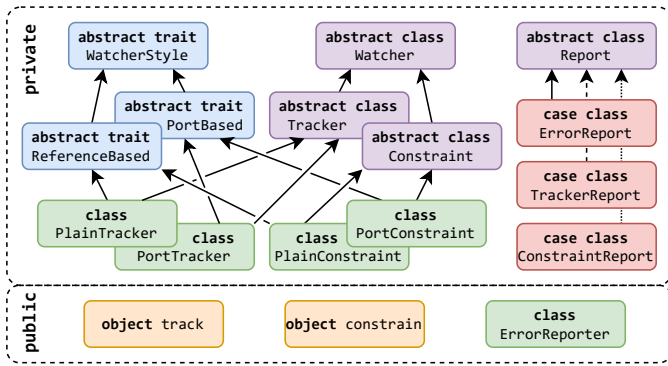 private
abstract trait
WatcherStyle
abstract class
Watcher
abstract class
Report
abstract trait
PortBased
abstract class
Tracker
abstract trait
ReferenceBased
abstract class
Constraint
case class
ErrorReport
case class
TrackerReport
class
PlainTracker
class
PortTracker
class
PlainConstraint
class
PortConstraint
case class
ConstraintReport
public
object track
object constrain
class
ErrorReporter